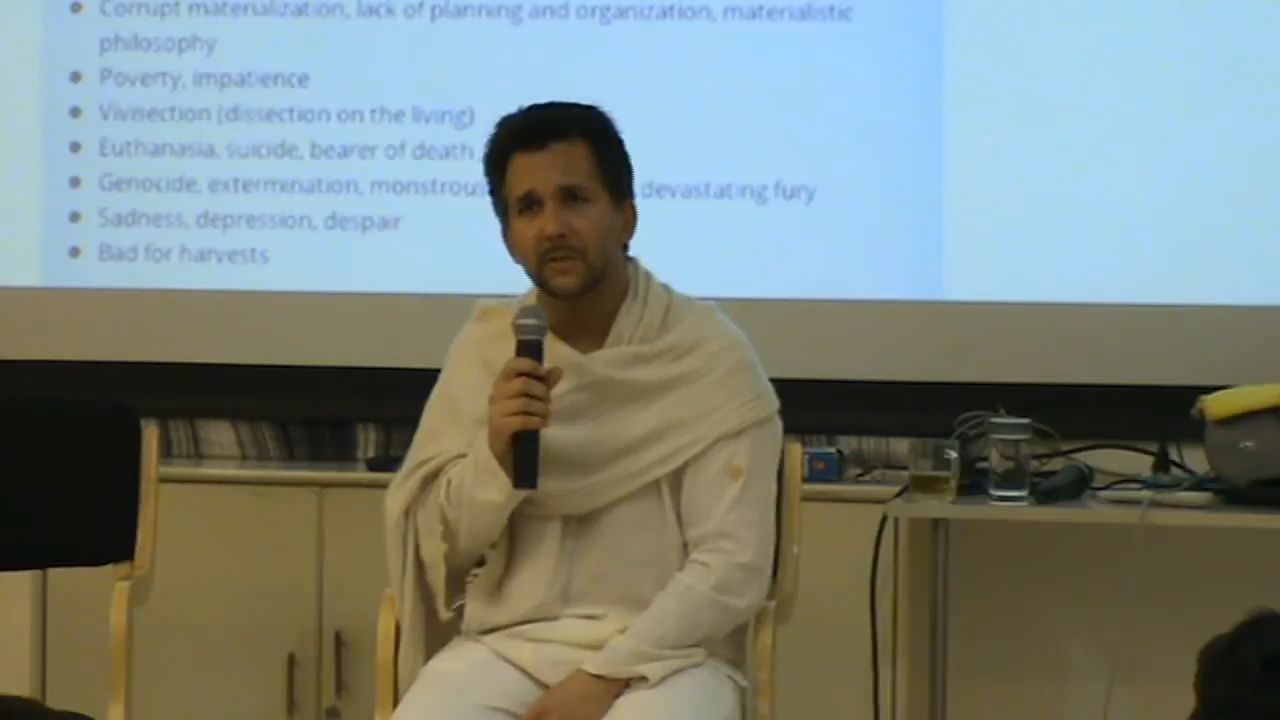 Corrupt materialization, lack of planning and organization, materialistic
philosophy
Poverty, impatience
Vivisection (dissection on the living)
Euthanasia, suicide, bearer of death
Genocide, extermination, monstrous devastating fury
Sadness, depression, despair
Bad for harvests